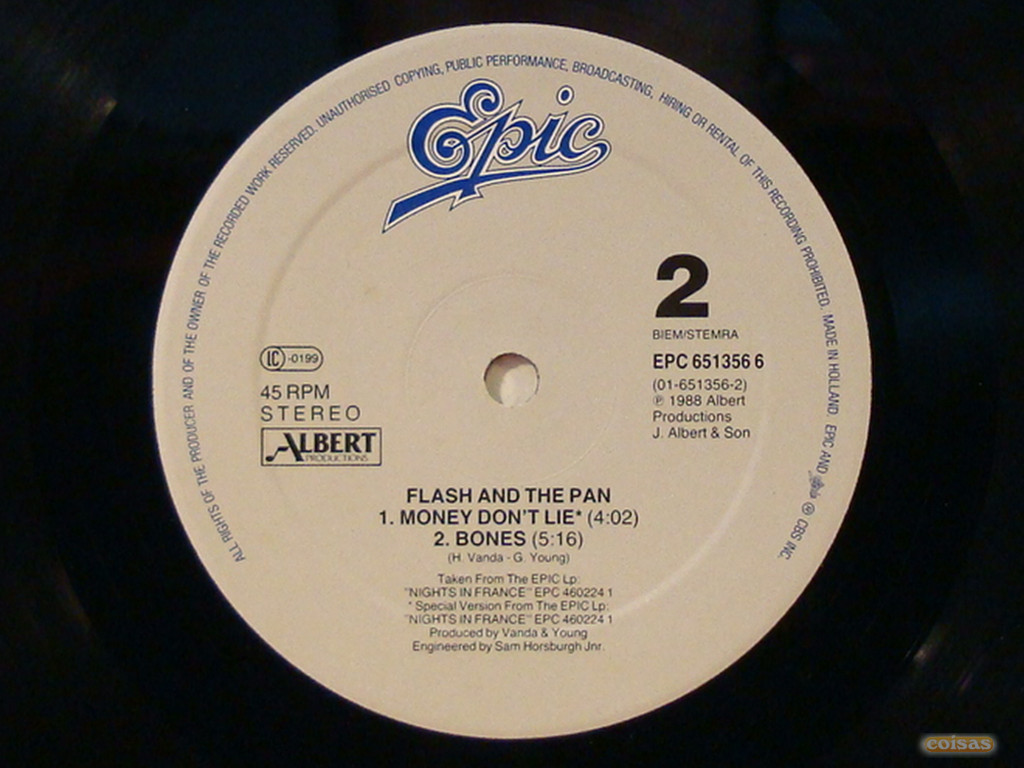 ALL RIGHTS OF THE PRODUCER AND OF THE OWNER OF THE RECORDED WORK RESERVED. UNAUTHORISED COPYING, PUBLIC PERFORMANCE, BROADCASTING, HIRING OR RENTAL OF THIS RECORDING PROHIBITED. MADE IN HOLLAND. EPIC AND Epic ® CBS INC.
Epic
2
BIEM/STEMRA
EPC 651356 6
(01-651356-2)
℗ 1988 Albert
Productions
J. Albert & Son
LC -0199
45 RPM
STEREO
ALBERT
PRODUCTIONS
FLASH AND THE PAN
1. MONEY DON'T LIE* (4:02)
2. BONES (5:16)
(H. Vanda - G. Young)
Taken From The EPIC Lp:
"NIGHTS IN FRANCE" EPC 460224 1
* Special Version From The EPIC Lp:
"NIGHTS IN FRANCE" EPC 460224 1
Produced by Vanda & Young
Engineered by Sam Horsburgh Jnr.
coisas